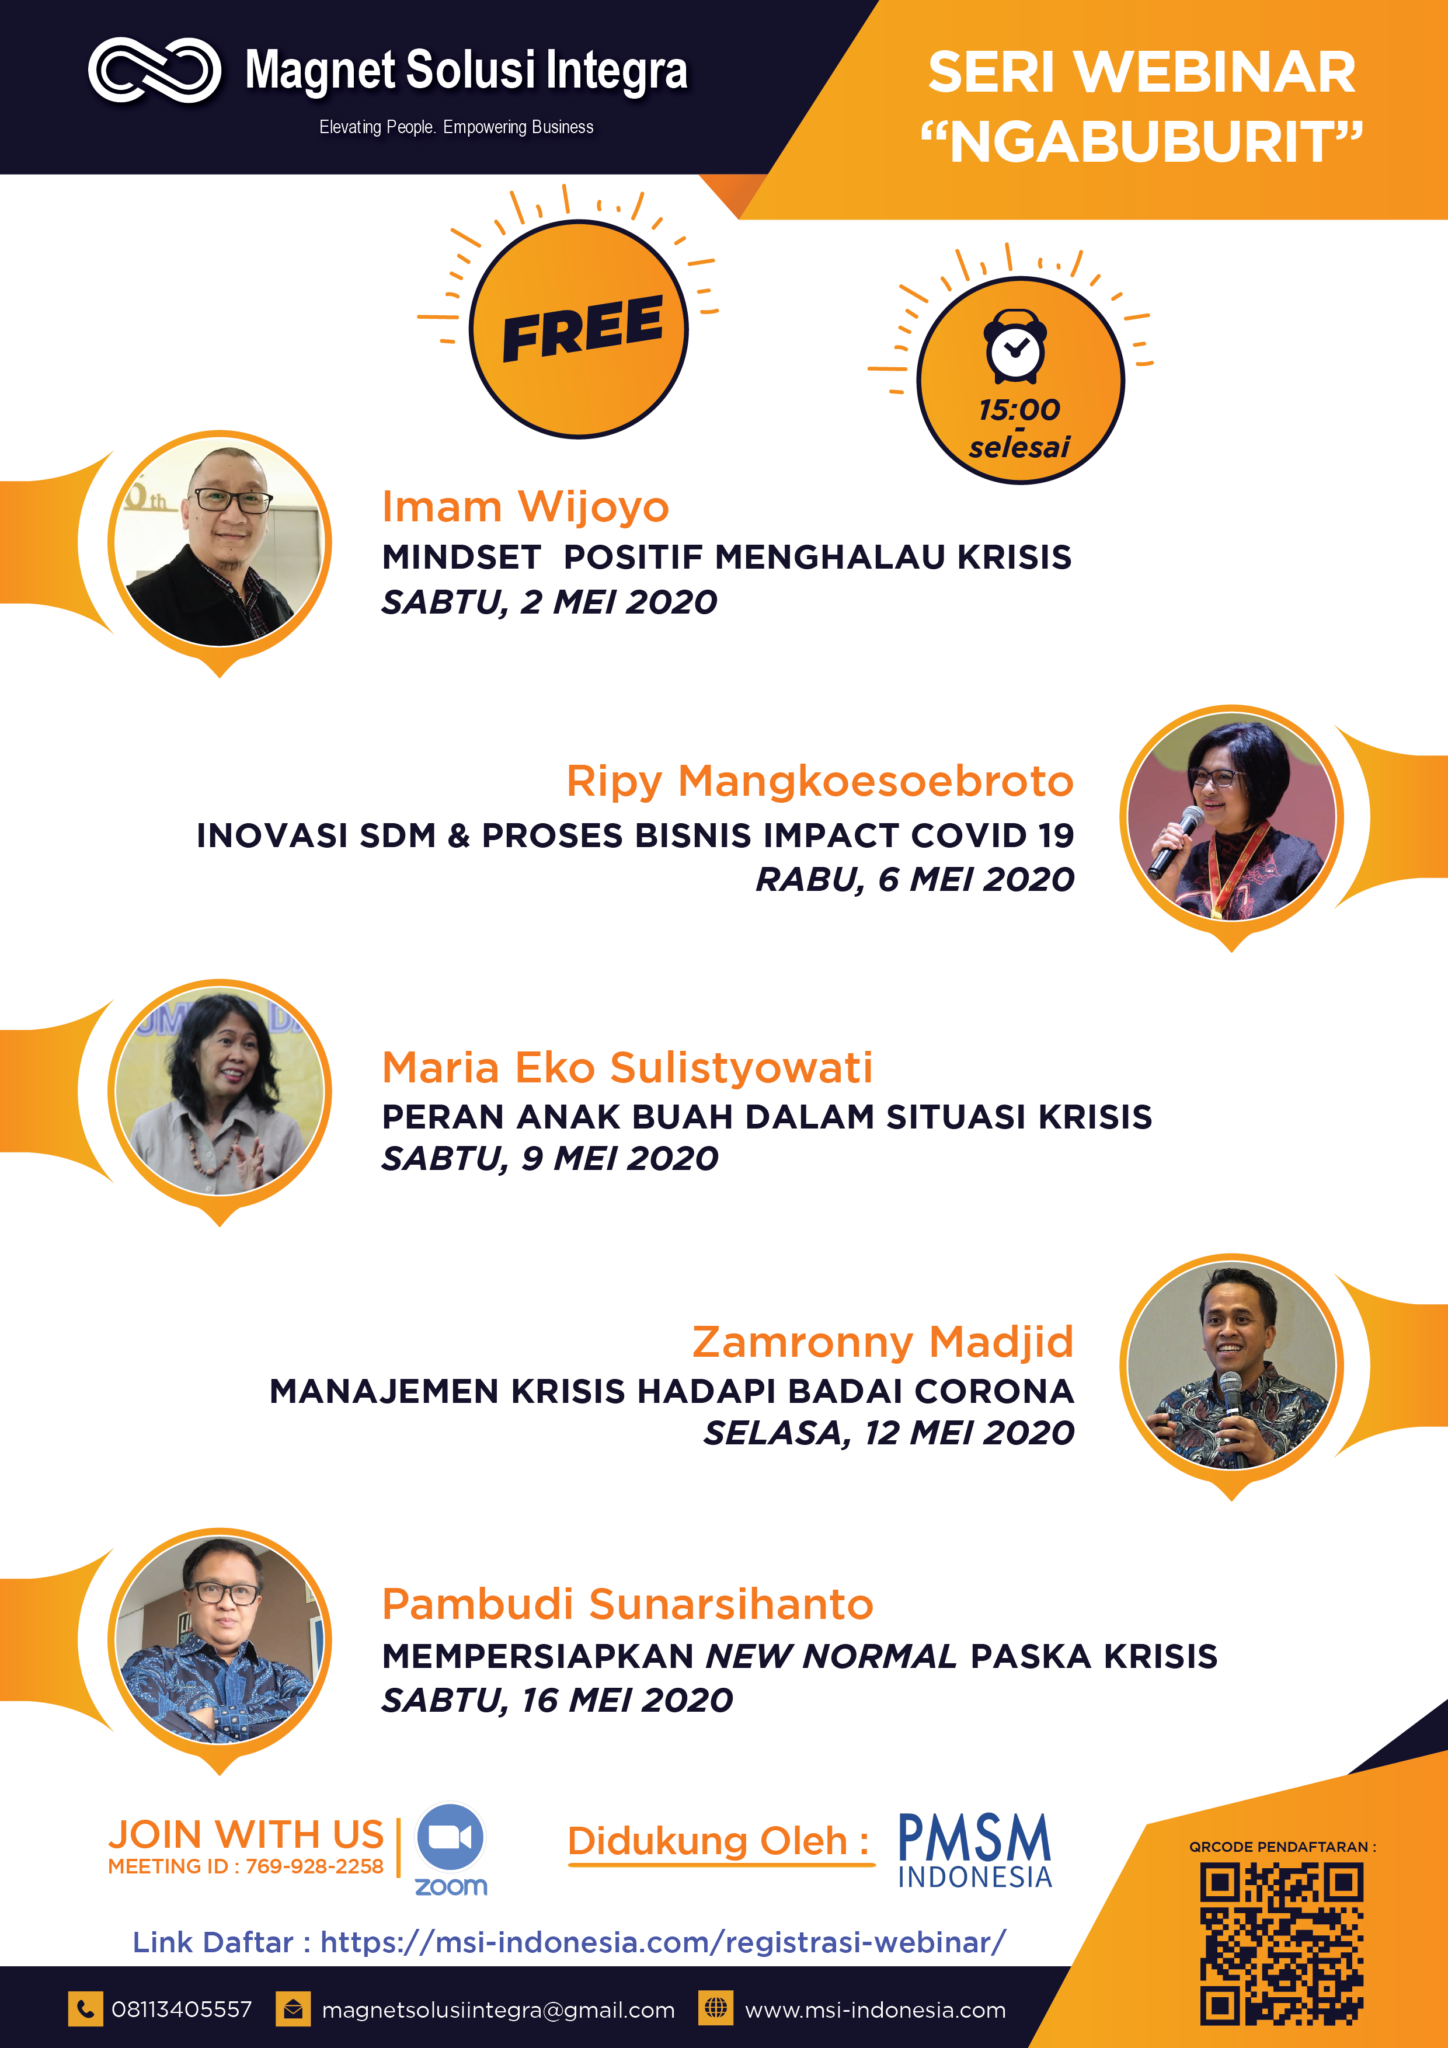 Magnet Solusi Integra
Elevating People. Empowering Business
SERI WEBINAR
“NGABUBURIT”
FREE
15:00
-
selesai
6th
Imam Wijoyo
MINDSET POSITIF MENGHALAU KRISIS
SABTU, 2 MEI 2020
Ripy Mangkoesoebroto
INOVASI SDM & PROSES BISNIS IMPACT COVID 19
RABU, 6 MEI 2020
Maria Eko Sulistyowati
PERAN ANAK BUAH DALAM SITUASI KRISIS
SABTU, 9 MEI 2020
Zamronny Madjid
MANAJEMEN KRISIS HADAPI BADAI CORONA
SELASA, 12 MEI 2020
Pambudi Sunarsihanto
MEMPERSIAPKAN NEW NORMAL PASKA KRISIS
SABTU, 16 MEI 2020
JOIN WITH US
MEETING ID : 769-928-2258
zoom
Didukung Oleh :
PMSM
INDONESIA
QRCODE PENDAFTARAN :
Link Daftar : https://msi-indonesia.com/registrasi-webinar/
08113405557
magnetsolusiintegra@gmail.com
www.msi-indonesia.com